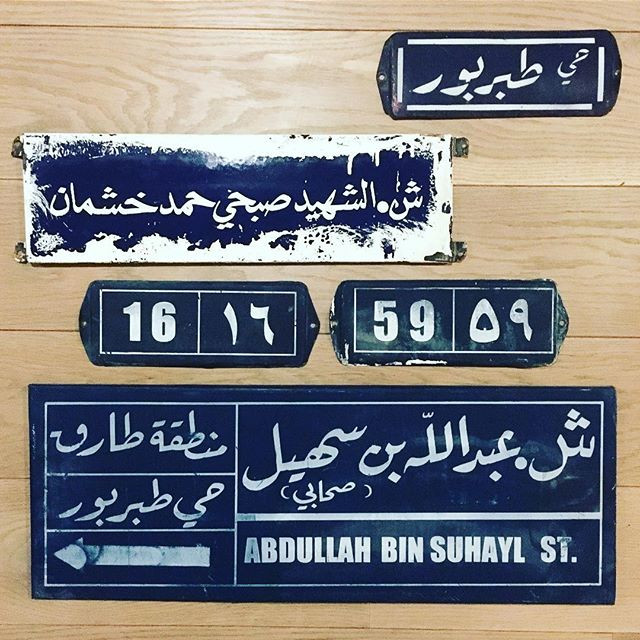 حي طبربور
ش. الشهيد صبحي حمد خشمان
16 ١٦
59 ٥٩
ش. عبدالله بن سهيل
(صحابي)
ABDULLAH BIN SUHAYL ST.
منطقة طارق
حي طبربور